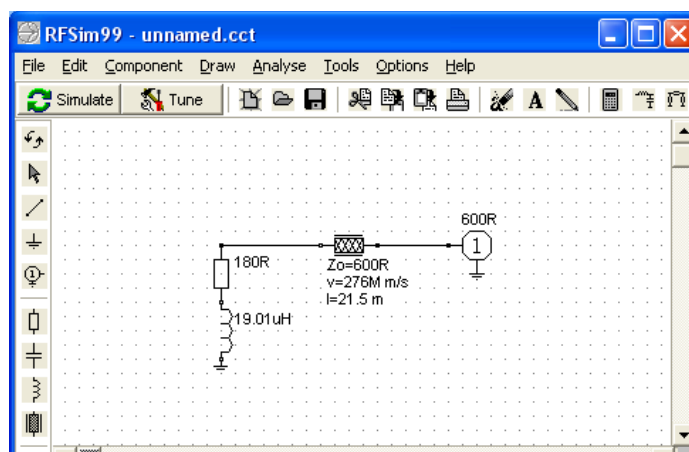 RFSim99 - unnamed.cct
File Edit Component Draw Analyse Tools Options Help
Simulate Tune A
1
600R
1
180R
Zo=600R
v=276M m/s
l=21.5 m
19.01uH